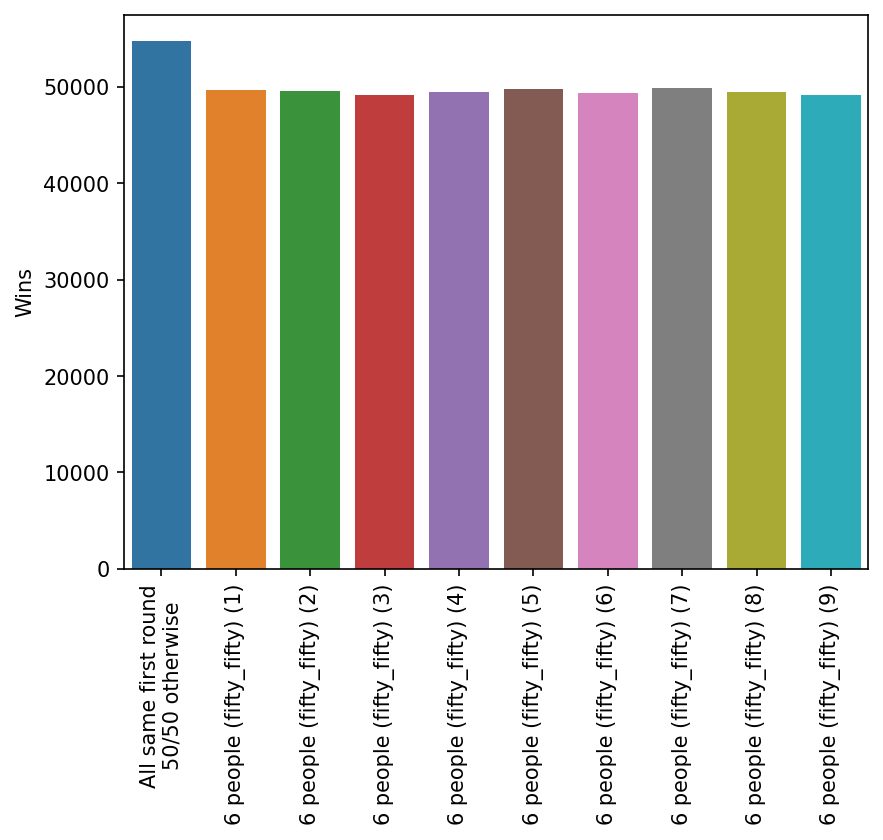 Wins
50000
40000
30000
20000
10000
0
All same first round
50/50 otherwise
6 people (fifty_fifty) (1)
6 people (fifty_fifty) (2)
6 people (fifty_fifty) (3)
6 people (fifty_fifty) (4)
6 people (fifty_fifty) (5)
6 people (fifty_fifty) (6)
6 people (fifty_fifty) (7)
6 people (fifty_fifty) (8)
6 people (fifty_fifty) (9)